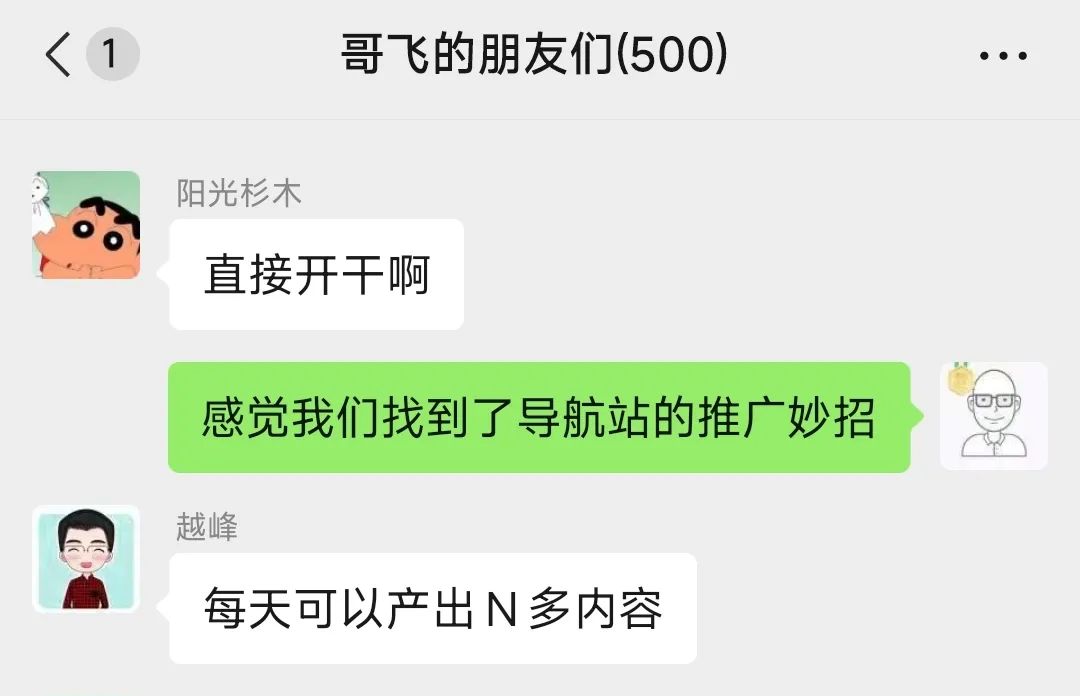 1
哥飞的朋友们(500)
阳光杉木
直接开干啊
感觉我们找到了导航站的推广妙招
越峰
每天可以产出N多内容